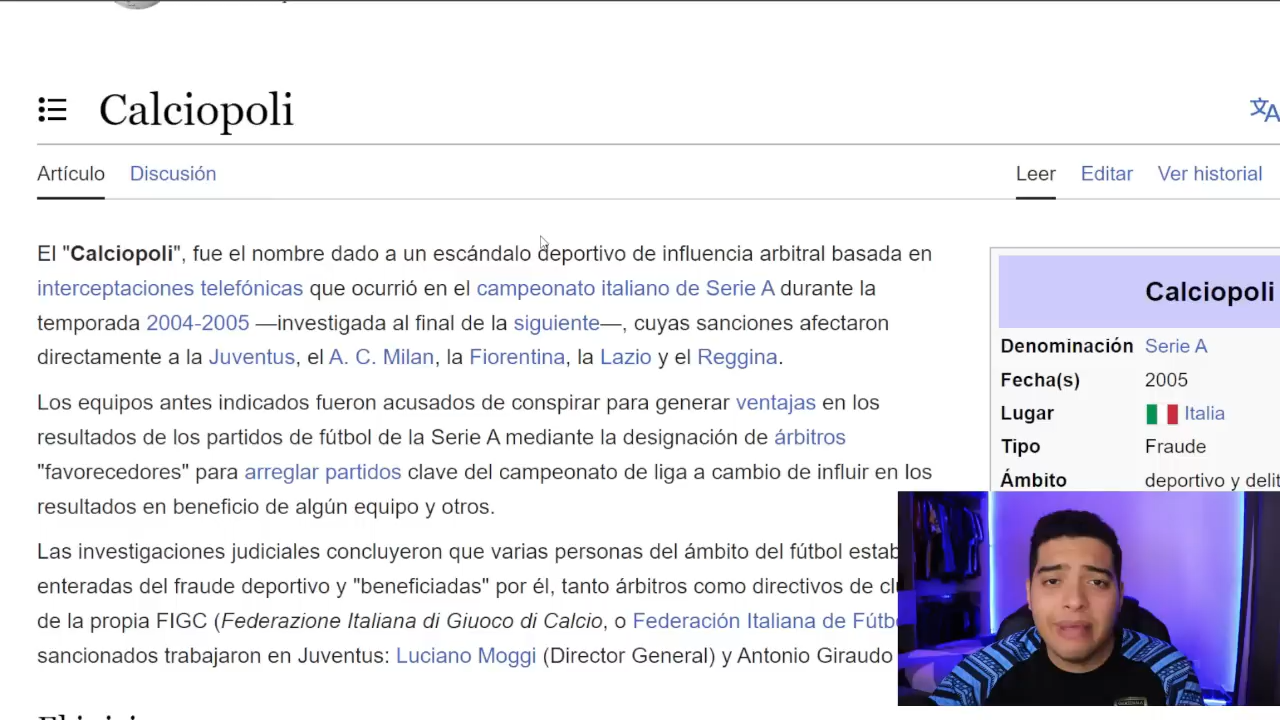 Calciopoli
Artículo Discusión
Leer Editar Ver historial
El "Calciopoli", fue el nombre dado a un escándalo deportivo de influencia arbitral basada en
interceptaciones telefónicas que ocurrió en el campeonato italiano de Serie A durante la
temporada 2004-2005 —investigada al final de la siguiente—, cuyas sanciones afectaron
directamente a la Juventus, el A. C. Milan, la Fiorentina, la Lazio y el Reggina.
Los equipos antes indicados fueron acusados de conspirar para generar ventajas en los
resultados de los partidos de fútbol de la Serie A mediante la designación de árbitros
"favorecedores" para arreglar partidos clave del campeonato de liga a cambio de influir en los
resultados en beneficio de algún equipo y otros.
Las investigaciones judiciales concluyeron que varias personas del ámbito del fútbol estab
enteradas del fraude deportivo y "beneficiadas" por él, tanto árbitros como directivos de cl
de la propia FIGC (Federazione Italiana di Giuoco di Calcio, o Federación Italiana de Fútb
sancionados trabajaron en Juventus: Luciano Moggi (Director General) y Antonio Giraudo
Calciopoli
Denominación Serie A
Fecha(s) 2005
Lugar Italia
Tipo Fraude
Ámbito deportivo y delit